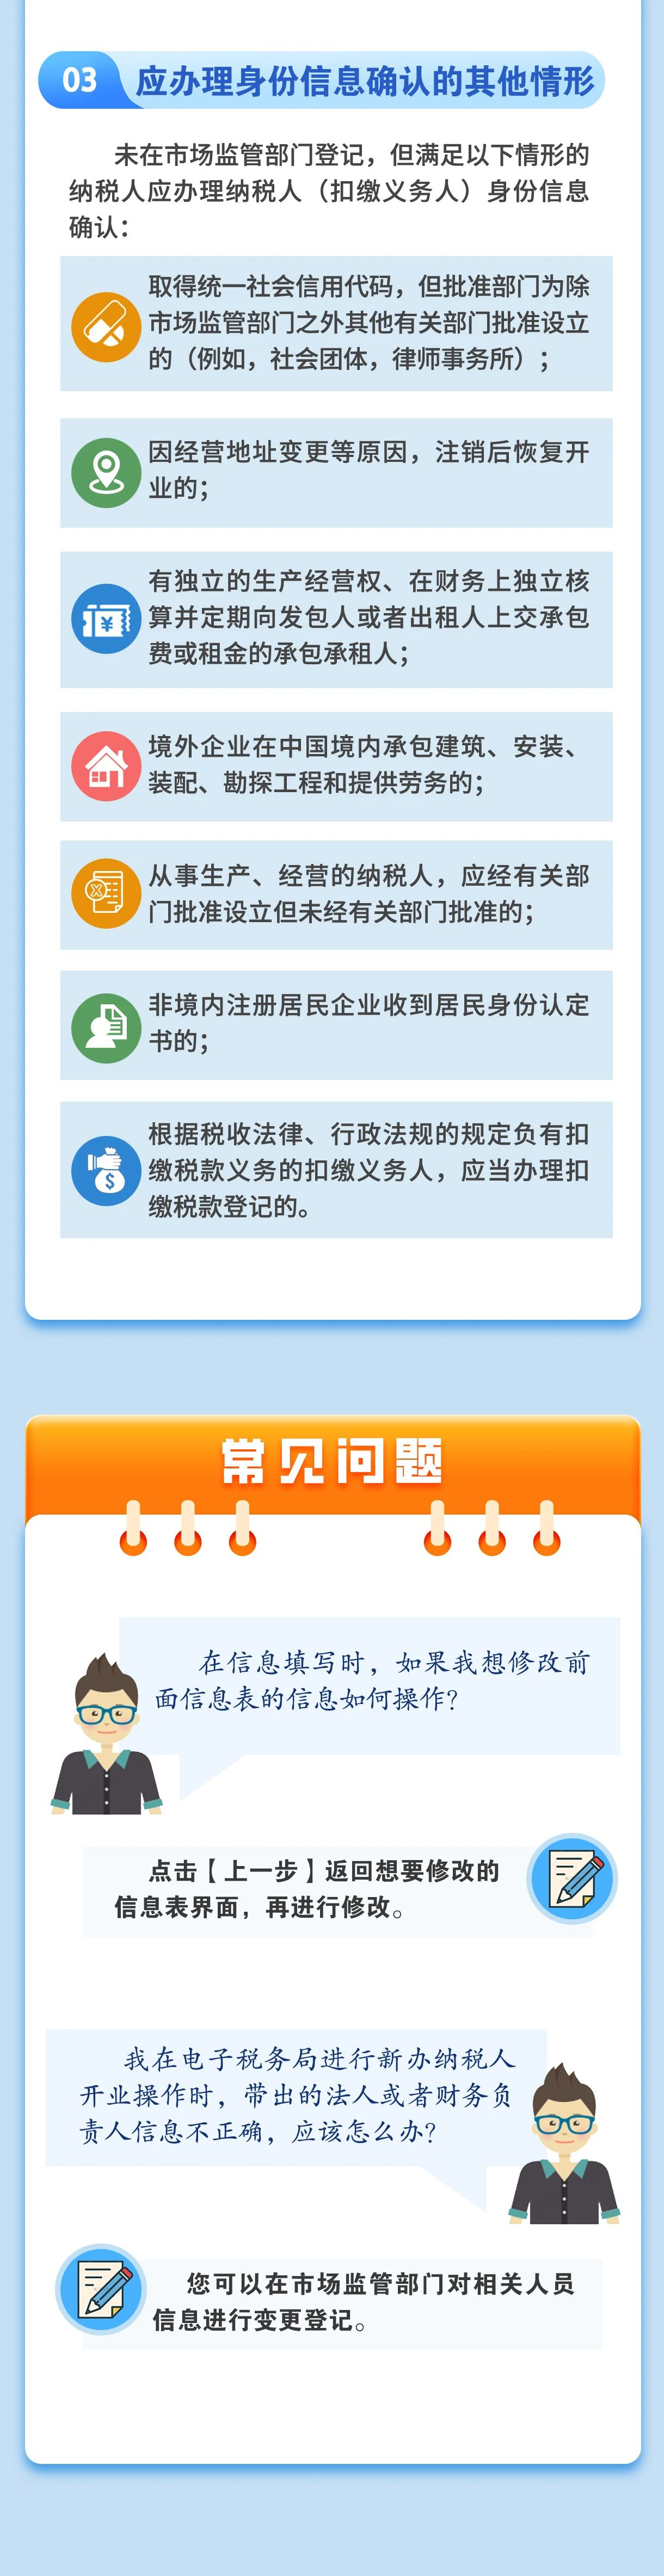 03 应办理身份信息确认的其他情形
未在市场监管部门登记，但满足以下情形的
纳税人应办理纳税人（扣缴义务人）身份信息
确认：
取得统一社会信用代码，但批准部门为除
市场监管部门之外其他有关部门批准设立
的（例如，社会团体，律师事务所）；
因经营地址变更等原因，注销后恢复开
业的；
有独立的生产经营权、在财务上独立核
算并定期向发包人或者出租人上交承包
费或租金的承包承租人；
境外企业在中国境内承包建筑、安装、
装配、勘探工程和提供劳务的；
从事生产、经营的纳税人，应经有关部
门批准设立但未经有关部门批准的；
非境内注册居民企业收到居民身份认定
书的；
根据税收法律、行政法规的规定负有扣
缴税款义务的扣缴义务人，应当办理扣
缴税款登记的。
常见问题
在信息填写时，如果我想修改前
面信息表的信息如何操作？
点击【上一步】返回想要修改的
信息表界面，再进行修改。
我在电子税务局进行新办纳税人
开业操作时，带出的法人或者财务负
责人信息不正确，应该怎么办？
您可以在市场监管部门对相关人员
信息进行变更登记。